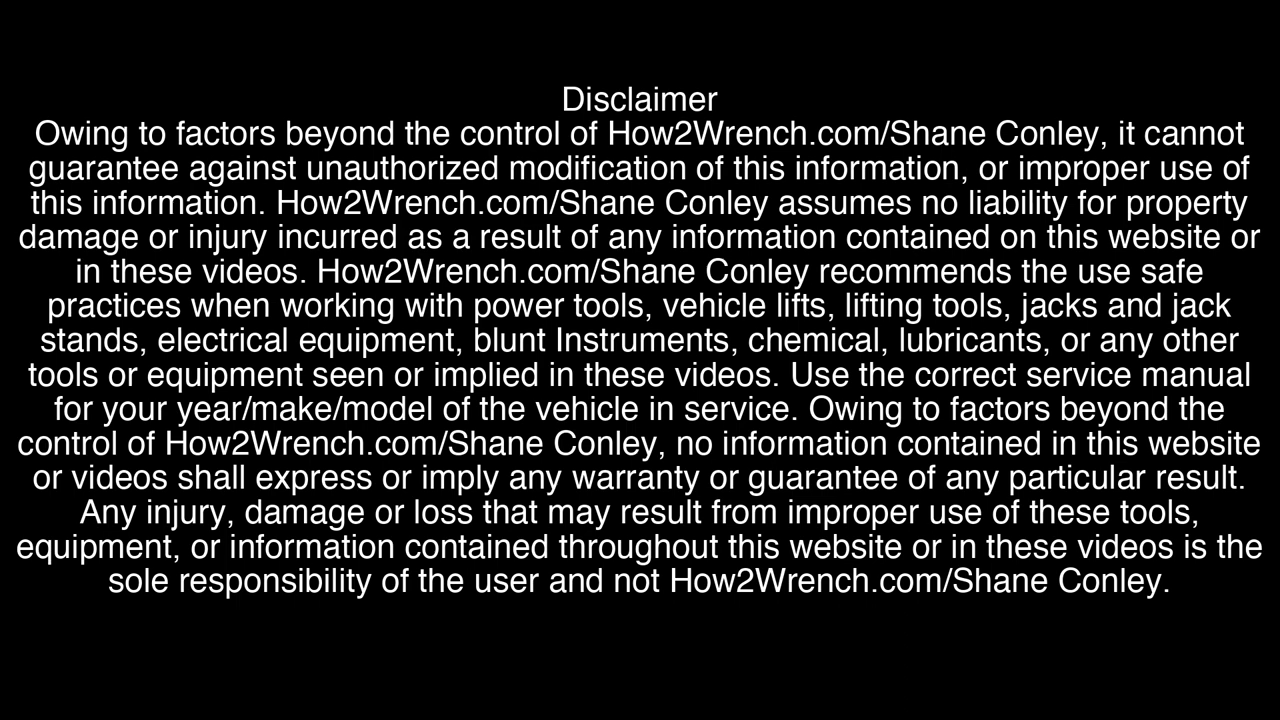 Disclaimer
Owing to factors beyond the control of How2Wrench.com/Shane Conley, it cannot
guarantee against unauthorized modification of this information, or improper use of
this information. How2Wrench.com/Shane Conley assumes no liability for property
damage or injury incurred as a result of any information contained on this website or
in these videos. How2Wrench.com/Shane Conley recommends the use safe
practices when working with power tools, vehicle lifts, lifting tools, jacks and jack
stands, electrical equipment, blunt Instruments, chemical, lubricants, or any other
tools or equipment seen or implied in these videos. Use the correct service manual
for your year/make/model of the vehicle in service. Owing to factors beyond the
control of How2Wrench.com/Shane Conley, no information contained in this website
or videos shall express or imply any warranty or guarantee of any particular result.
Any injury, damage or loss that may result from improper use of these tools,
equipment, or information contained throughout this website or in these videos is the
sole responsibility of the user and not How2Wrench.com/Shane Conley.